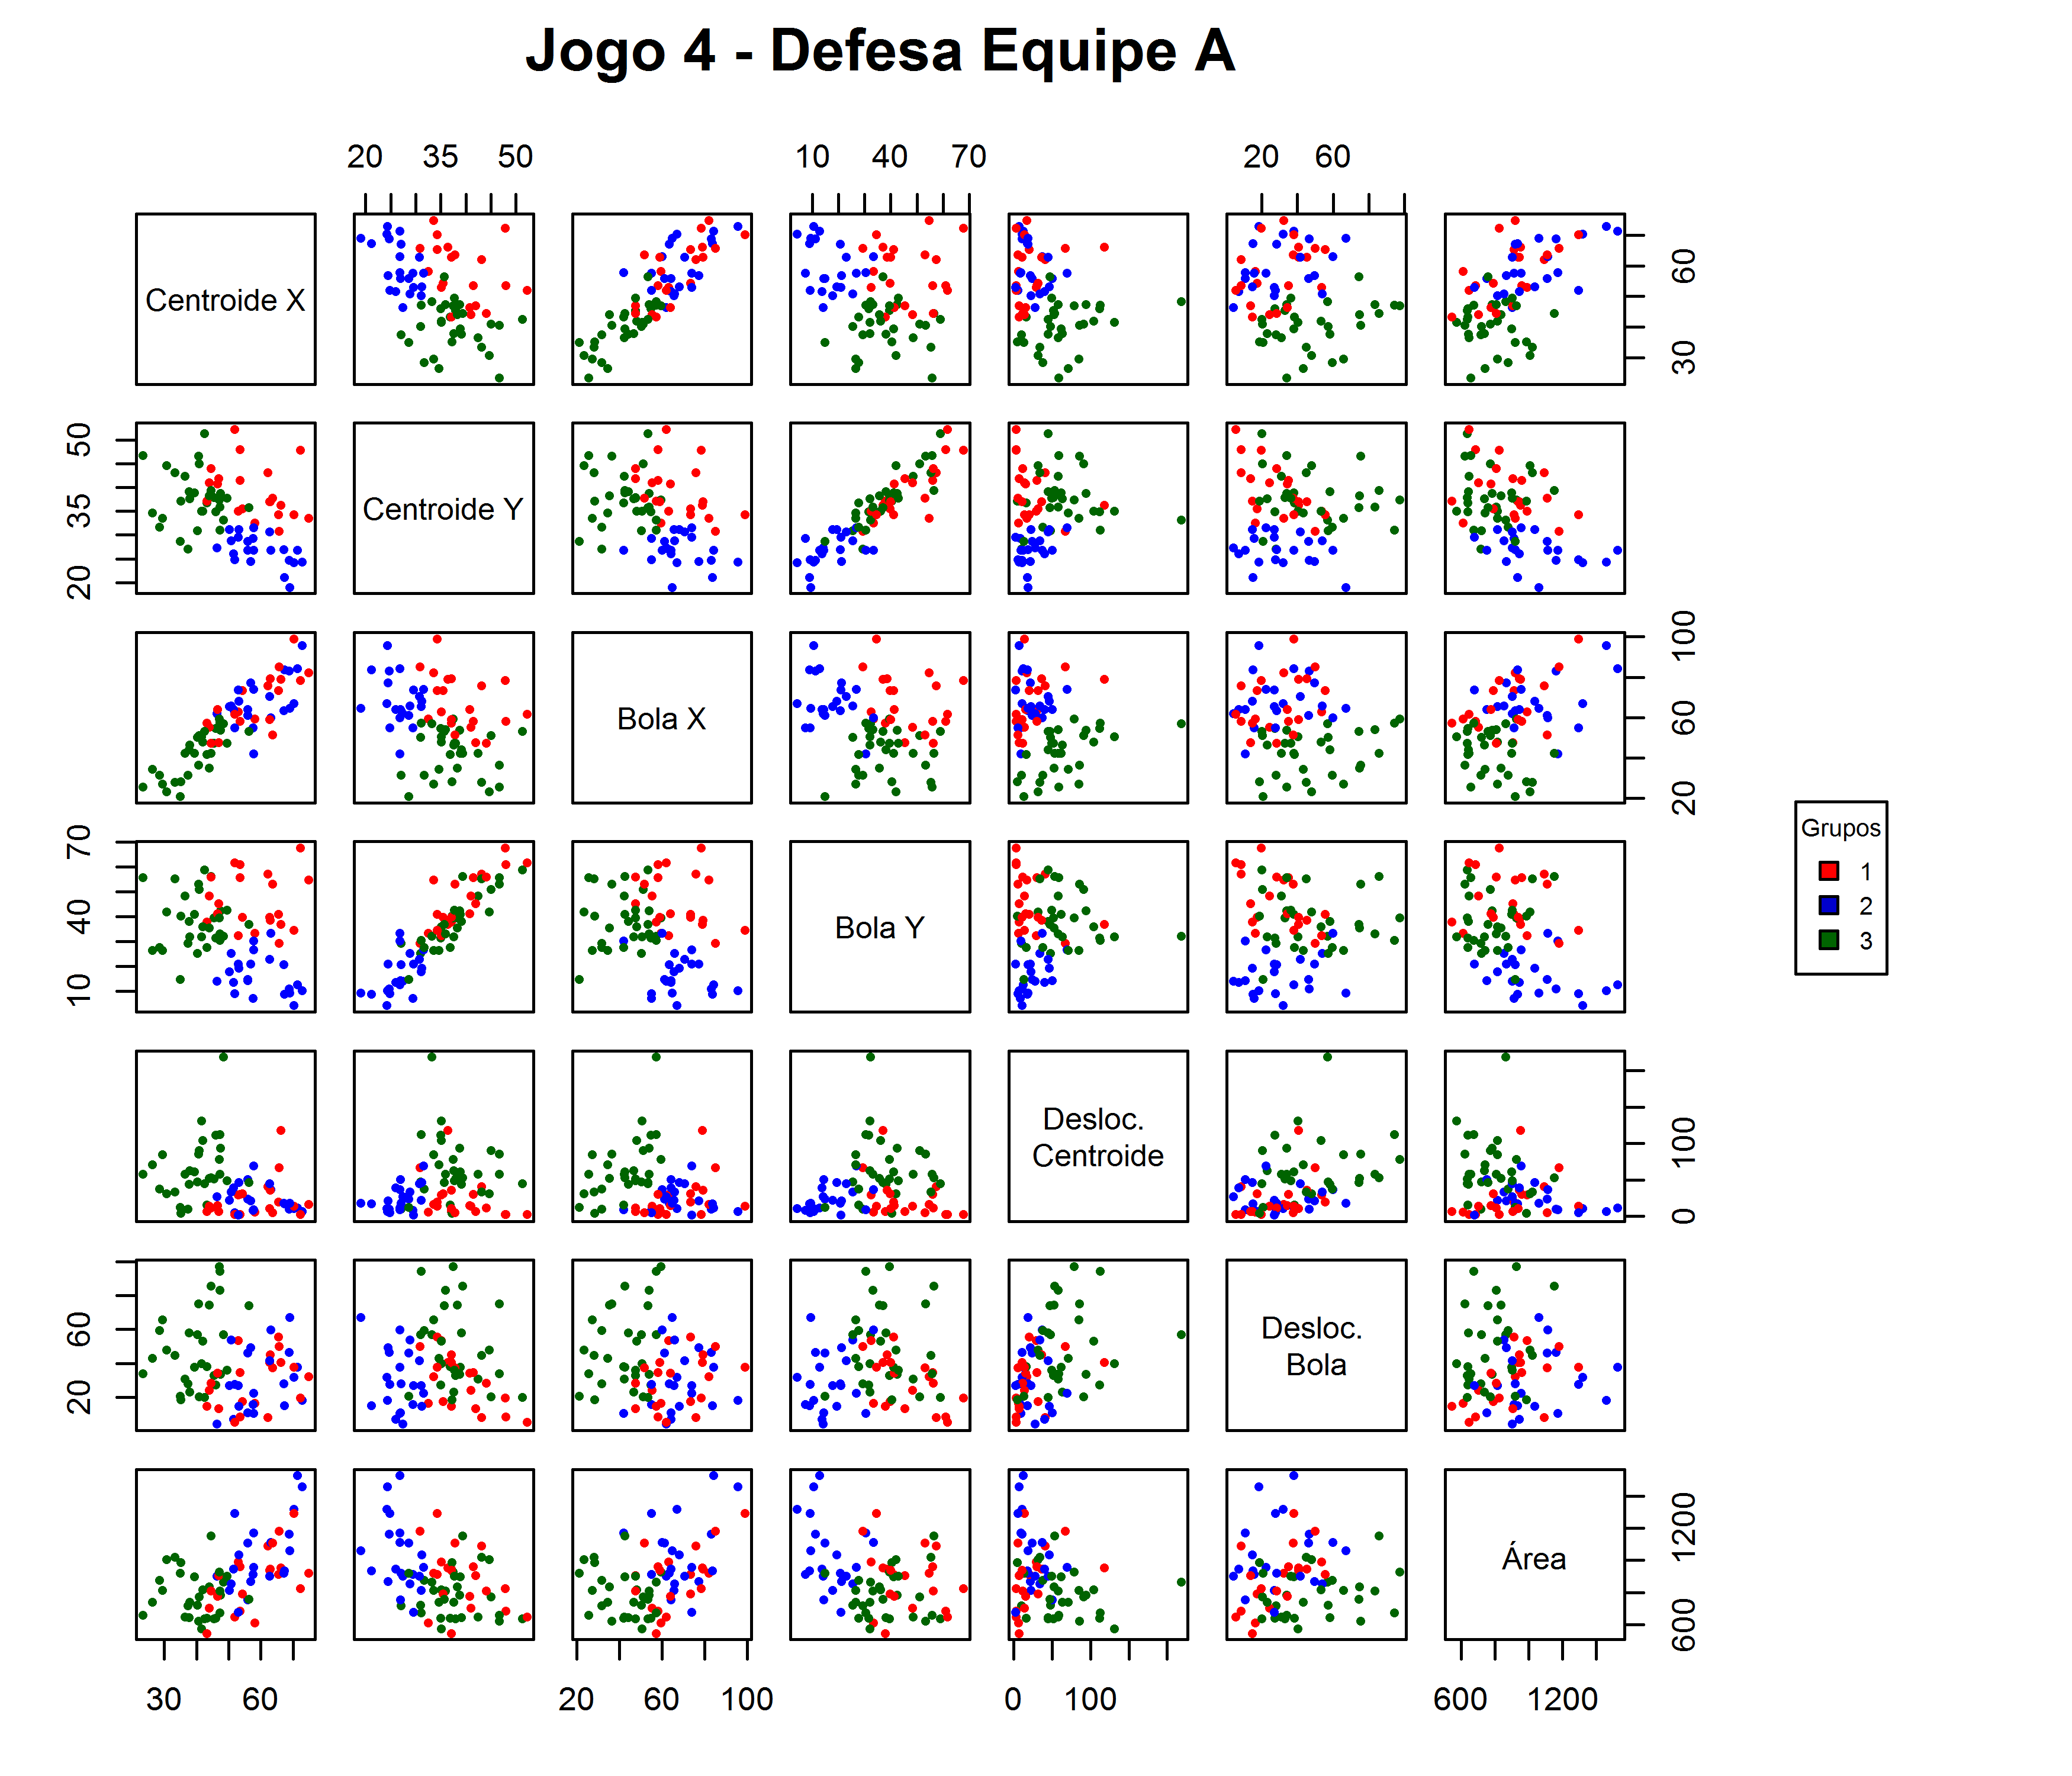 Jogo 4 - Defesa Equipe A
20 35 50 10 40 70 20 60
Centroide X
30 60
20 35 50
Centroide Y
Bola X
20 60 100
10 40 70
Bola Y
Grupos
1
2
3
Desloc.
Centroide
0 100
20 60
Desloc.
Bola
Área
600 1200
30 60 20 60 100 0 100 600 1200